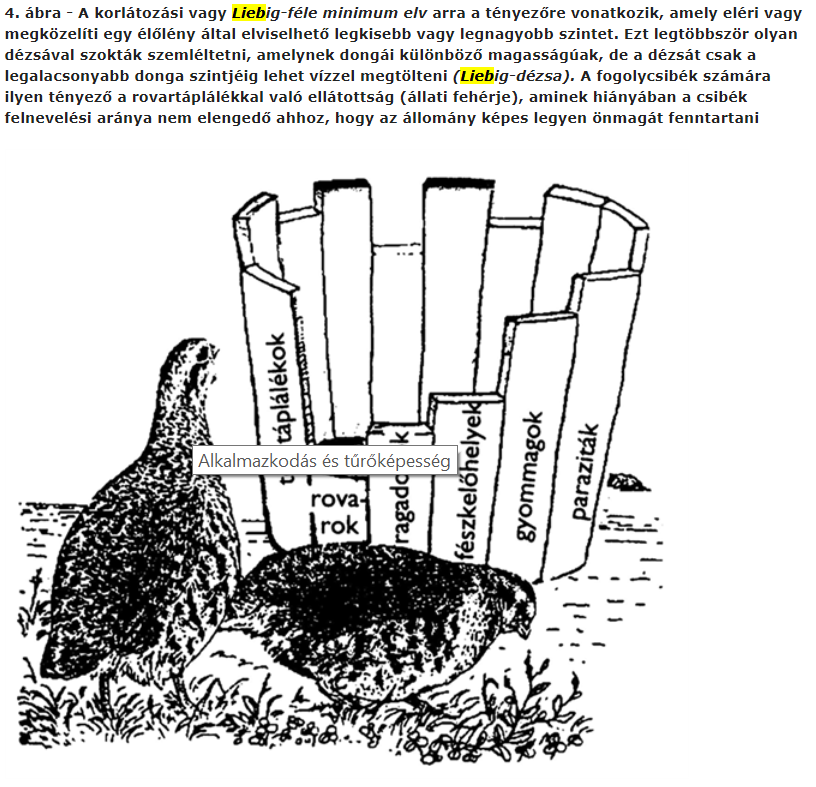 4. ábra - A korlátozási vagy Liebig-féle minimum elv arra a tényezőre vonatkozik, amely eléri vagy
megközelíti egy élőlény által elviselhető legkisebb vagy legnagyobb szintet. Ezt legtöbbször olyan
dézsával szokták szemléltetni, amelynek dongái különböző magasságúak, de a dézsát csak a
legalacsonyabb donga szintjéig lehet vízzel megtölteni (Liebig-dézsa). A fogolycsibék számára
ilyen tényező a rovartáplálékkal való ellátottság (állati fehérje), aminek hiányában a csibék
felnevelési aránya nem elengedő ahhoz, hogy az állomány képes legyen önmagát fenntartani
táplálékok
Alkalmazkodás és tűrőképesség
rova-
rok
fészkelőhelyek
gyommagok
paraziták